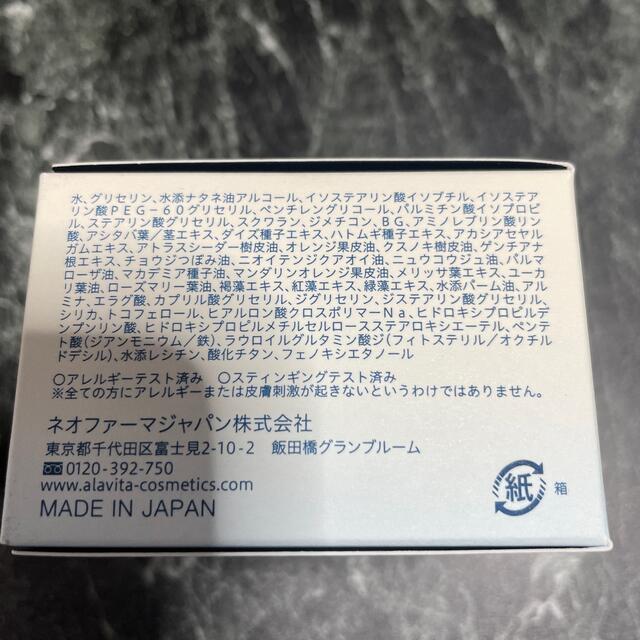 水、グリセリン、水添ナタネ油アルコール、イソステアリン酸イソブチル、イソステア
リン酸PEG-60グリセリル、ペンチレングリコール、パルミチン酸イソプロピ
ル、ステアリン酸グリセリル、スクワラン、ジメチコン、BG、アミノレブリン酸リン
酸、アシタバ葉/茎エキス、ダイズ種子エキス、ハトムギ種子エキス、アカシアセヤル
ガムエキス、アトラスシーダー樹皮油、オレンジ果皮油、クスノキ樹皮油、ゲンチアナ
根エキス、チョウジつぼみ油、ニオイテンジクアオイ油、ニュウコウジュ油、パルマ
ローザ油、マカデミア種子油、マンダリンオレンジ果皮油、メリッサ葉エキス、ユーカ
リ葉油、ローズマリー葉油、褐藻エキス、紅藻エキス、緑藻エキス、水添パーム油、アル
ミナ、エラグ酸、カプリル酸グリセリル、ジグリセリン、ジステアリン酸グリセリル、
シリカ、トコフェロール、ヒアルロン酸クロスポリマーNa、ヒドロキシプロピルデ
ンプンリン酸、ヒドロキシプロピルメチルセルロースステアロキシエーテル、ペンテ
ト酸(ジアンモニウム/鉄)、ラウロイルグルタミン酸ジ(フィトステリル/オクチル
ドデシル)、水添レシチン、酸化チタン、フェノキシエタノール
○アレルギーテスト済み ○スティンギングテスト済み
※全ての方にアレルギーまたは皮膚刺激が起きないというわけではありません。
ネオファーマジャパン株式会社
東京都千代田区富士見2-10-2 飯田橋グランブルーム
0120-392-750
www.alavita-cosmetics.com
MADE IN JAPAN
紙 箱